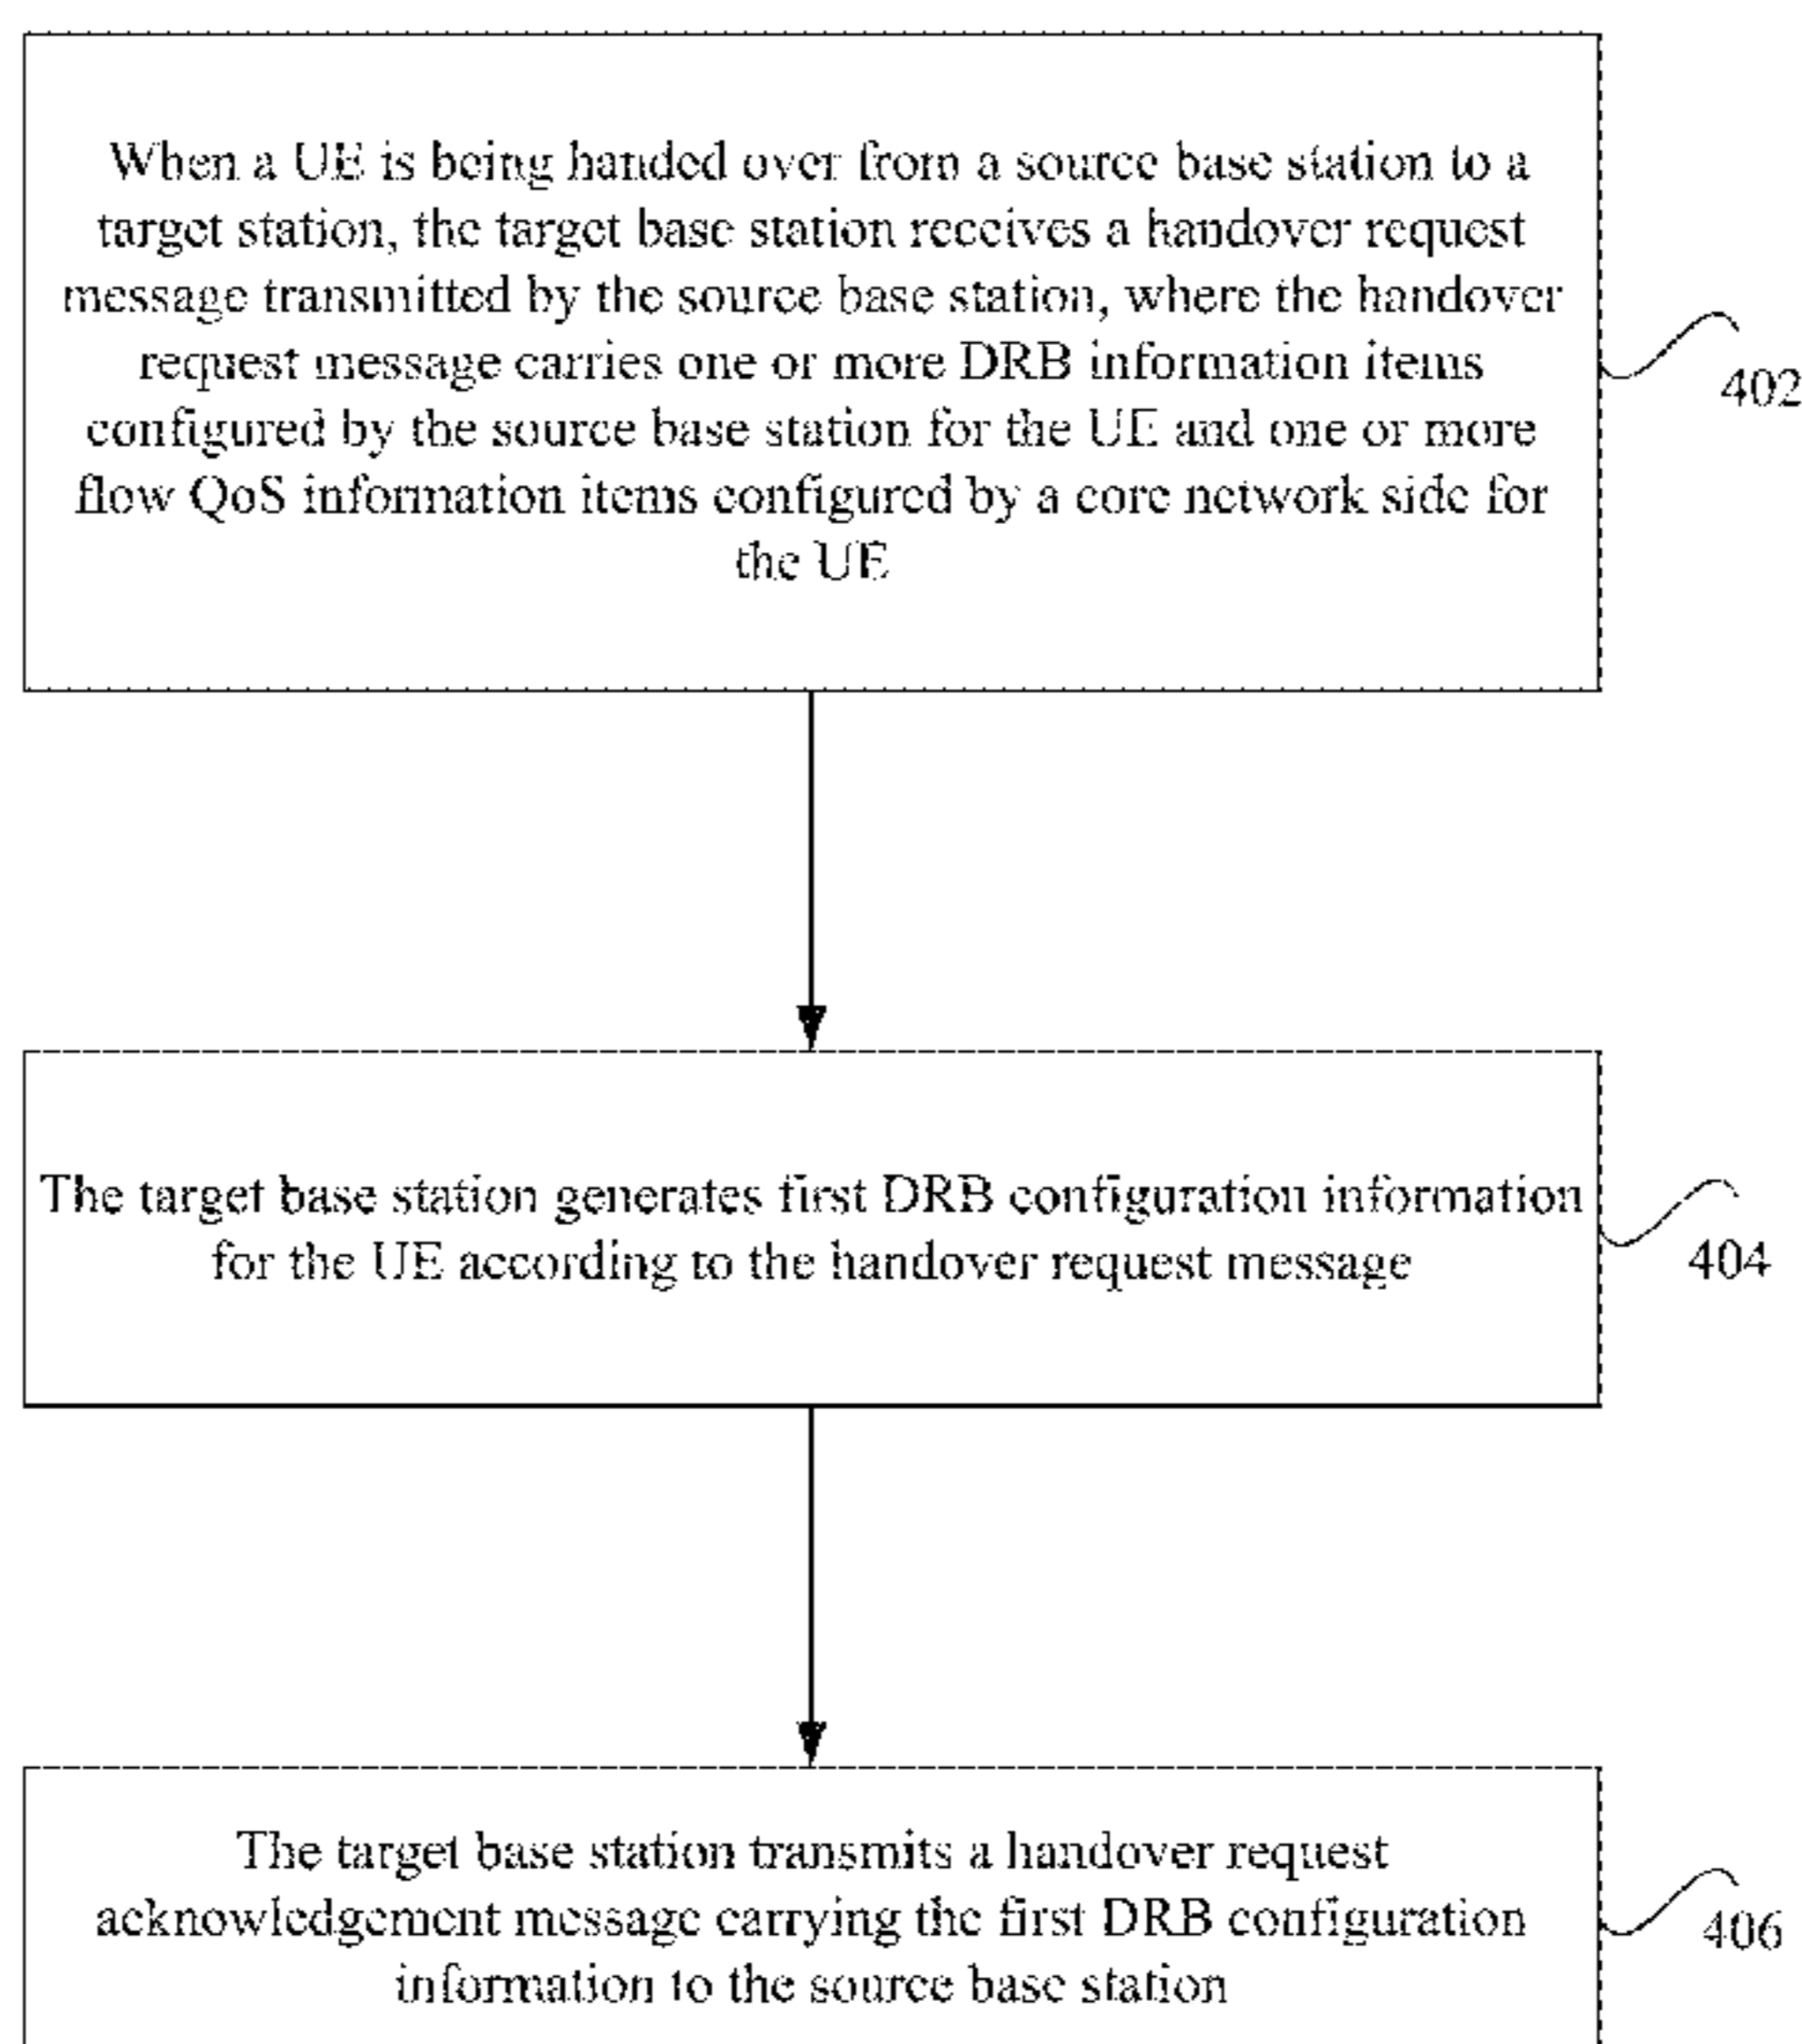 When a UE is being handed over from a source base station to a
target station, the target base station receives a handover request
message transmitted by the source base station, where the handover
request message carries one or more DRB information items
configured by the source base station for the UE and one or more
flow QoS information items configured by a core network side for
the UE
402
The target base station generates first DRB configuration information
for the UE according to the handover request message
404
The target base station transmits a handover request
acknowledgement message carrying the first DRB configuration
information to the source base station
406